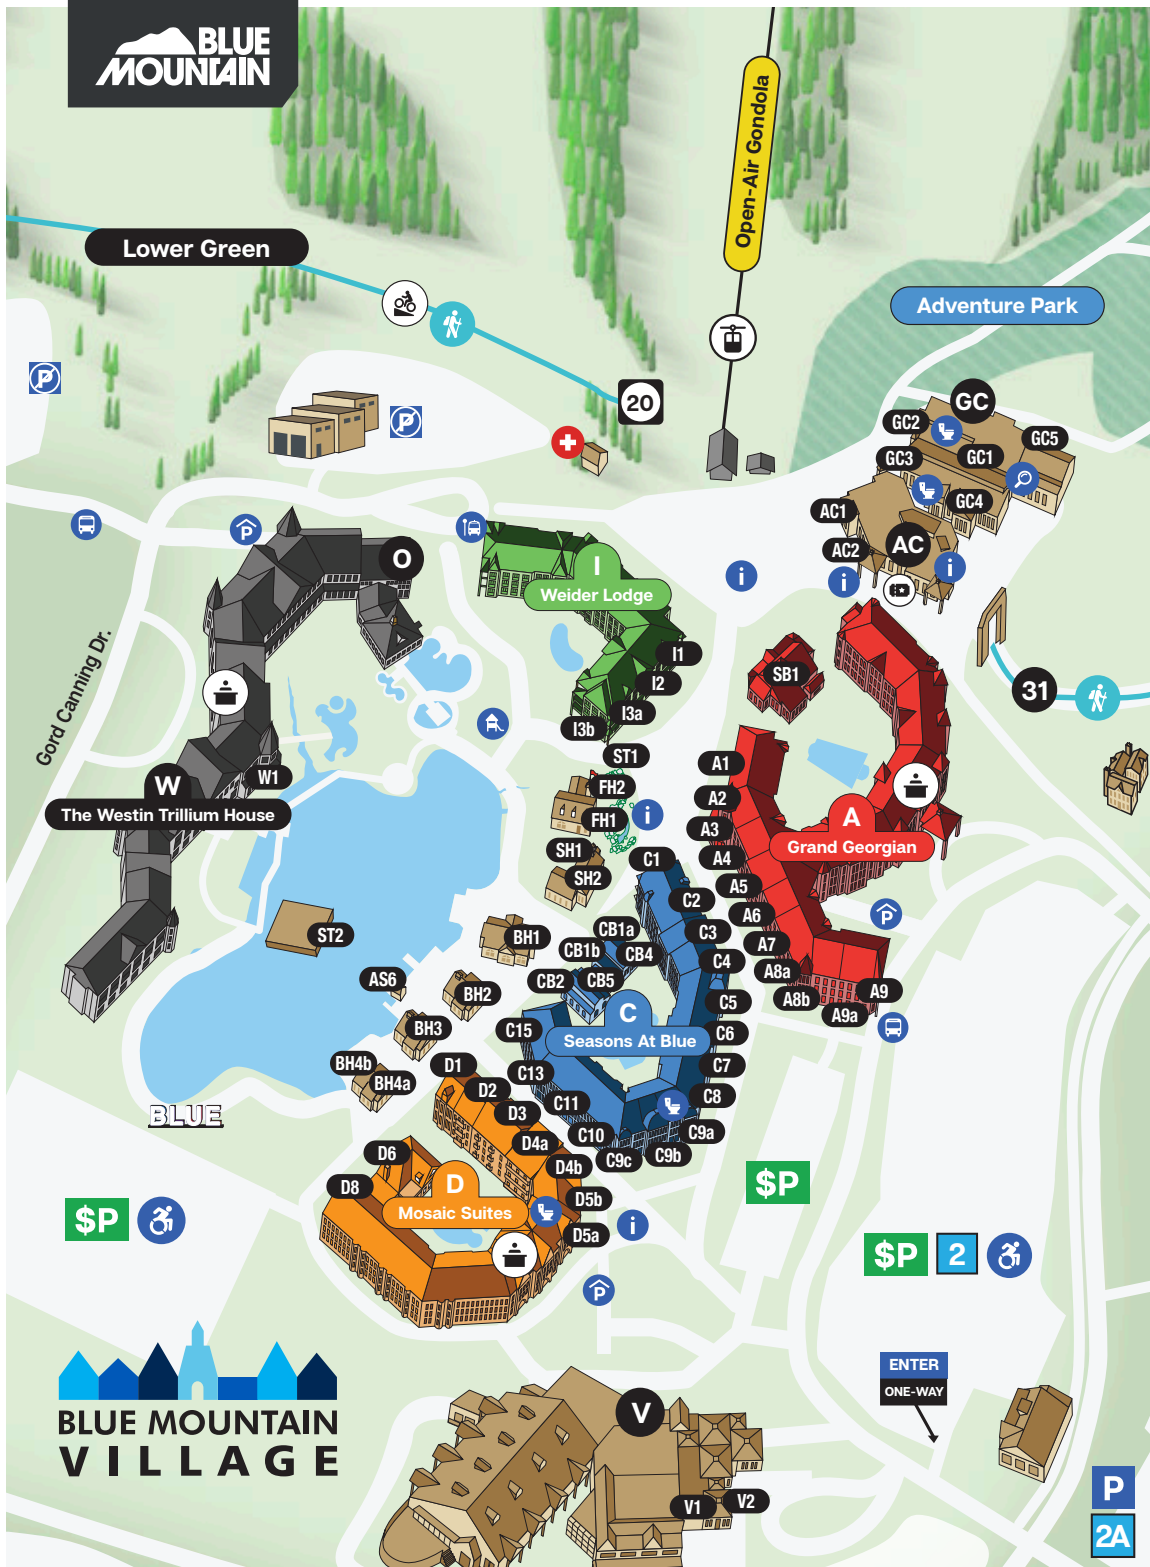 BLUE
MOUNTAIN
Open-Air Gondola
Lower Green
Adventure Park
20
GC
GC2
GC5
GC1
GC3
GC4
AC1
AC2
AC
O
I
Weider Lodge
Gord Canning Dr.
I1
I2
I3a
I3b
SB1
31
ST1
W
W1
The Westin Trillium House
FH2
FH1
SH1
SH2
A1
A2
A3
A4
A5
A6
A7
A8a
A8b
A9
A9a
A
Grand Georgian
C1
C2
C3
C4
C5
C6
C7
C8
C9a
C9b
C9c
C10
C11
C13
C15
CB1a
CB1b
CB4
CB2
CB5
C
Seasons At Blue
ST2
BH1
AS6
BH2
BH3
BH4b
BH4a
BLUE
D1
D2
D3
D4a
D4b
D5b
D5a
D6
D8
D
Mosaic Suites
$P
$P
$P
2
P
P
P
P
P
i
i
i
i
i
BLUE MOUNTAIN
VILLAGE
V
V1
V2
ENTER
ONE-WAY
P
2A